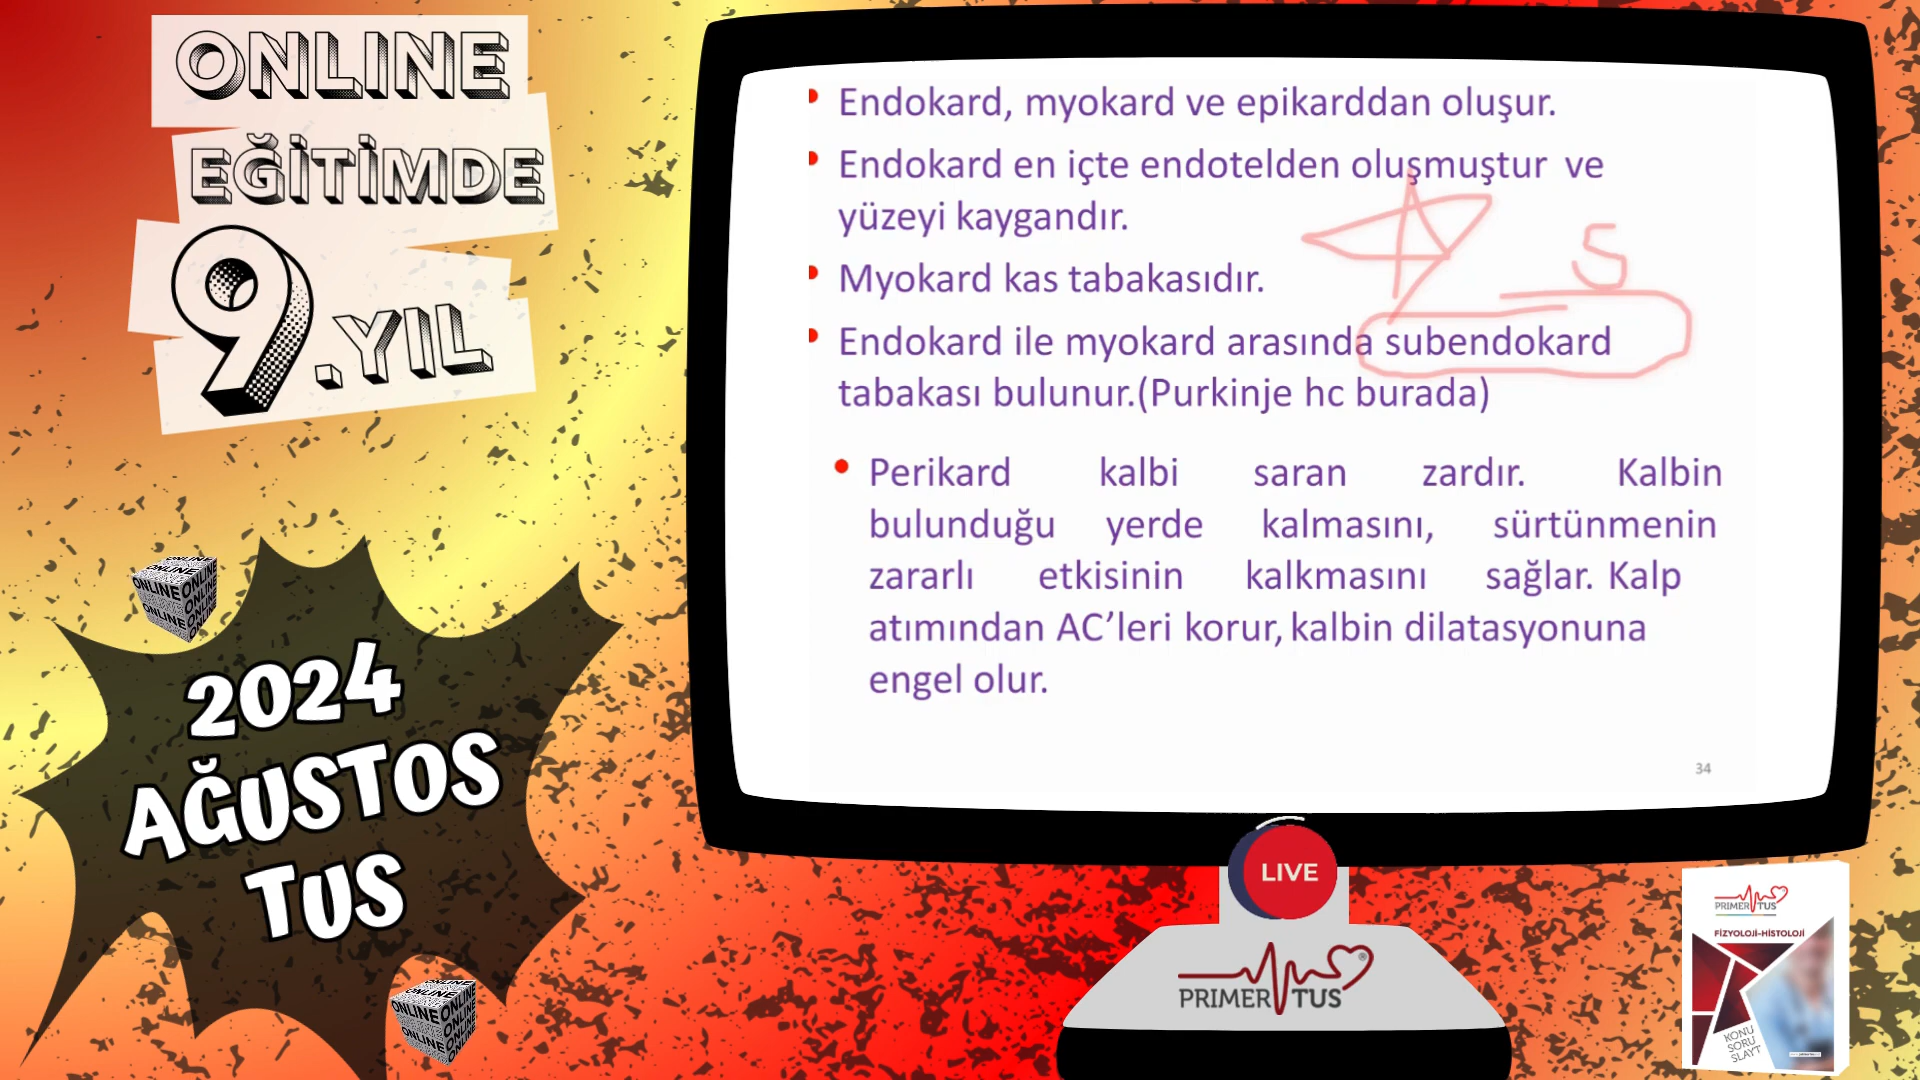 ONLINE
EĞİTİMDE
9.YIL
2024
AĞUSTOS
TUS
Endokard, myokard ve epikarddan oluşur.
Endokard en içte endotelden oluşmuştur ve
yüzeyi kaygandır.
Myokard kas tabakasıdır.
S
Endokard ile myokard arasında subendokard
tabakası bulunur.(Purkinje hc burada)
Perikard kalbi saran zardır. Kalbin
bulunduğu yerde kalmasını, sürtünmenin
zararlı etkisinin kalkmasını sağlar. Kalp
atımından AC’leri korur, kalbin dilatasyonuna
engel olur.
34
LIVE
PRIMER TUS
PRIMER TUS
FİZYOLOJİ-HİSTOLOJİ
KONU
SORU
SLAYT
ONLINE
ONLINE